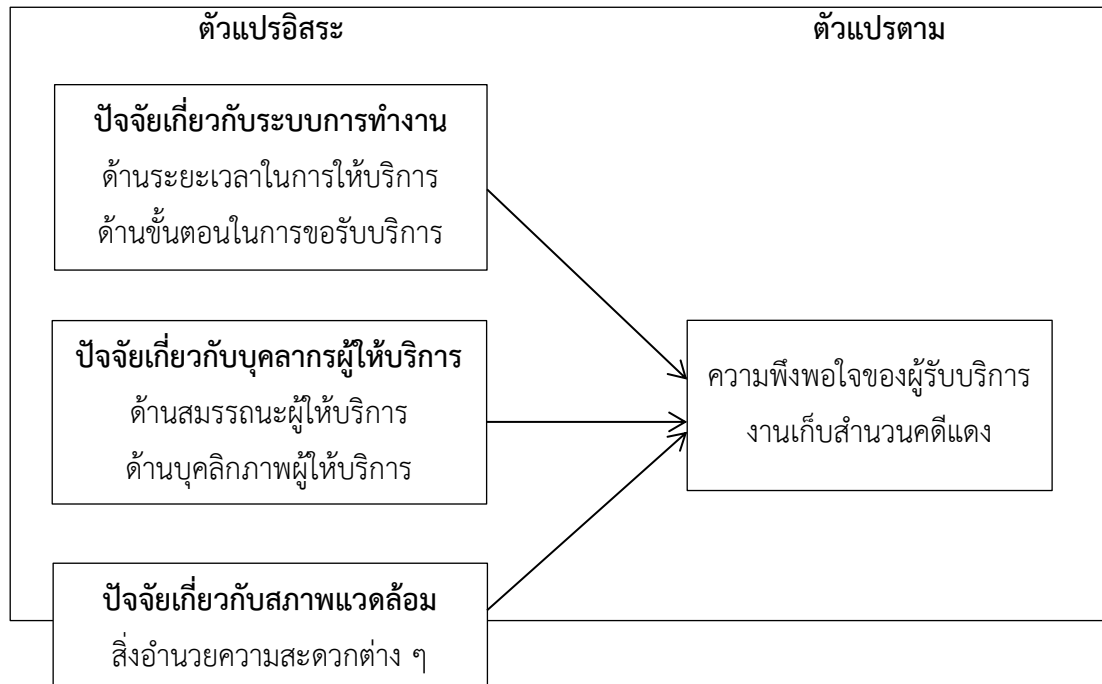 ตัวแปรอิสระ
ตัวแปรตาม
ปัจจัยเกี่ยวกับระบบการทำงาน
ด้านระยะเวลาในการให้บริการ
ด้านขั้นตอนในการขอรับบริการ
ปัจจัยเกี่ยวกับบุคลากรผู้ให้บริการ
ด้านสมรรถนะผู้ให้บริการ
ด้านบุคลิกภาพผู้ให้บริการ
ปัจจัยเกี่ยวกับสภาพแวดล้อม
สิ่งอำนวยความสะดวกต่าง ๆ
ความพึงพอใจของผู้รับบริการ
งานเก็บสำนวนคดีแดง